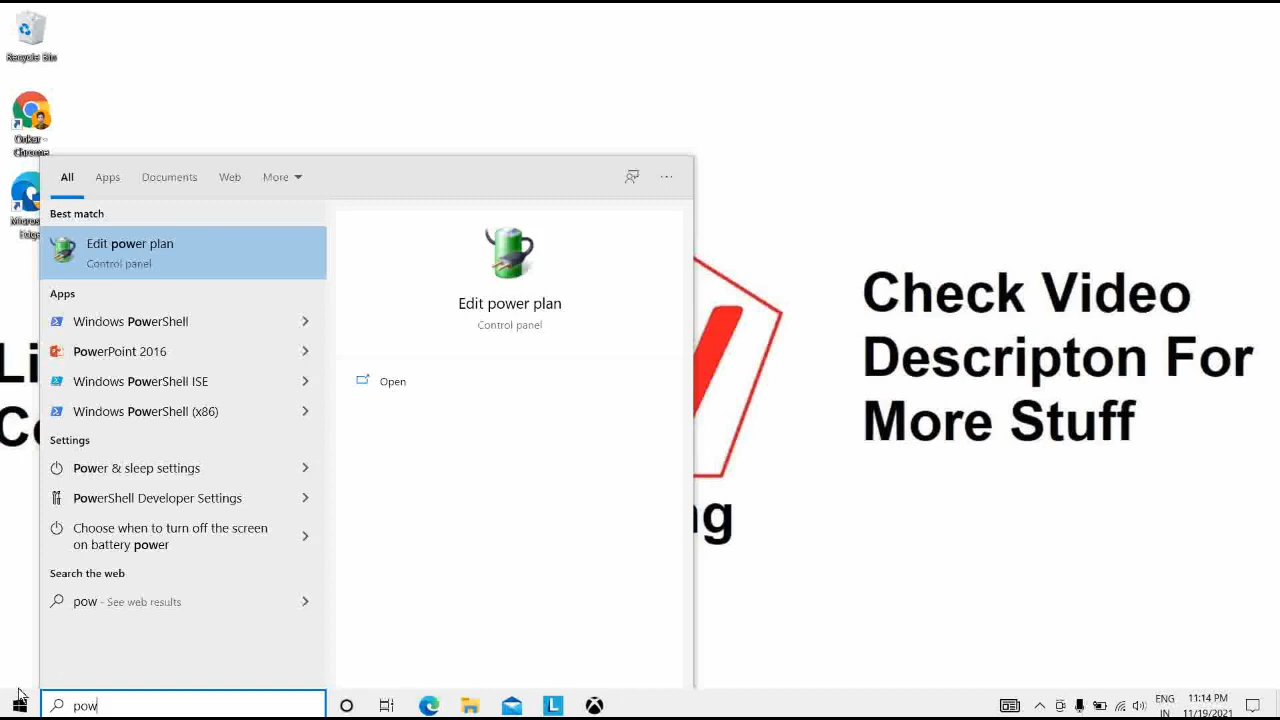 Recycle Bin
Onkar -
Chrome
Edge
All
Apps
Documents
Web
More
Best match
Edit power plan
Control panel
Apps
Windows PowerShell
PowerPoint 2016
Windows PowerShell ISE
Windows PowerShell (x86)
Settings
Power & sleep settings
PowerShell Developer Settings
Choose when to turn off the screen
on battery power
Search the web
pow - See web results
Edit power plan
Control panel
Open
Check Video
Descripton For
More Stuff
pow
ENG
IN
11:14 PM
11/19/2021